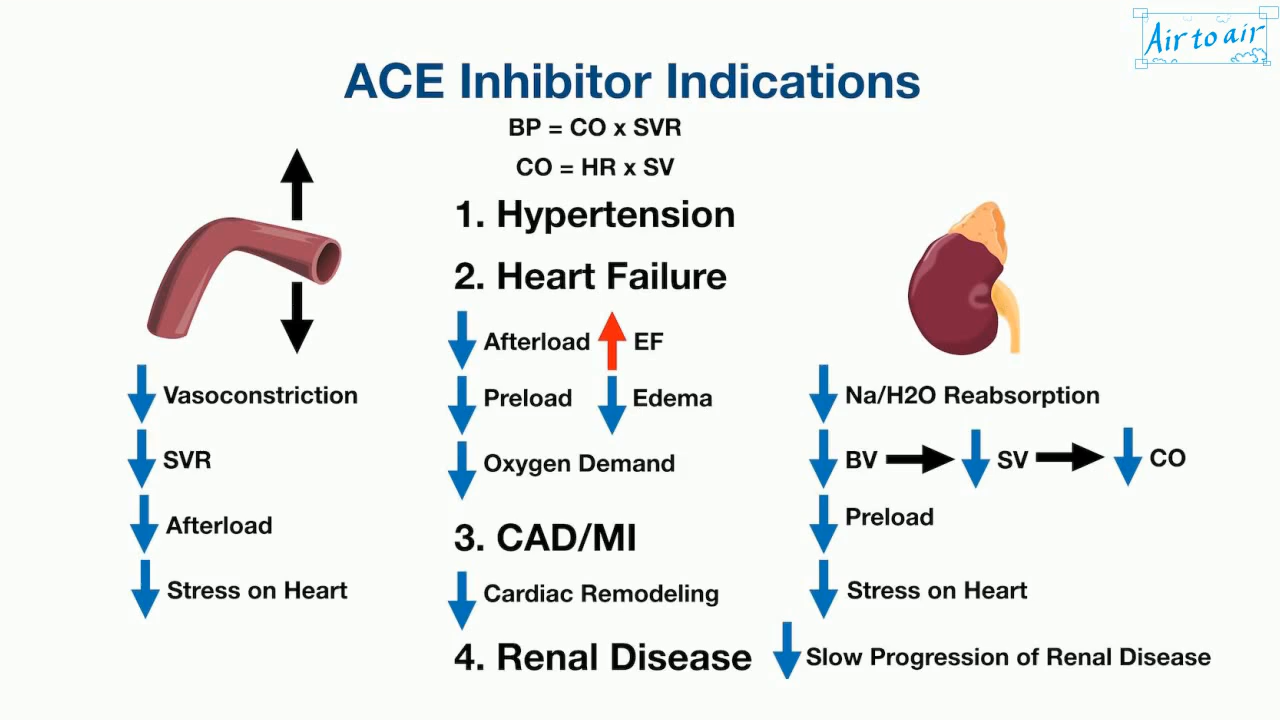 Air to air
ACE Inhibitor Indications
BP = CO x SVR
CO = HR x SV
1. Hypertension
2. Heart Failure
Afterload EF
Preload Edema
Oxygen Demand
3. CAD/MI
Cardiac Remodeling
4. Renal Disease
Slow Progression of Renal Disease
Vasoconstriction
SVR
Afterload
Stress on Heart
Na/H2O Reabsorption
BV SV CO
Preload
Stress on Heart